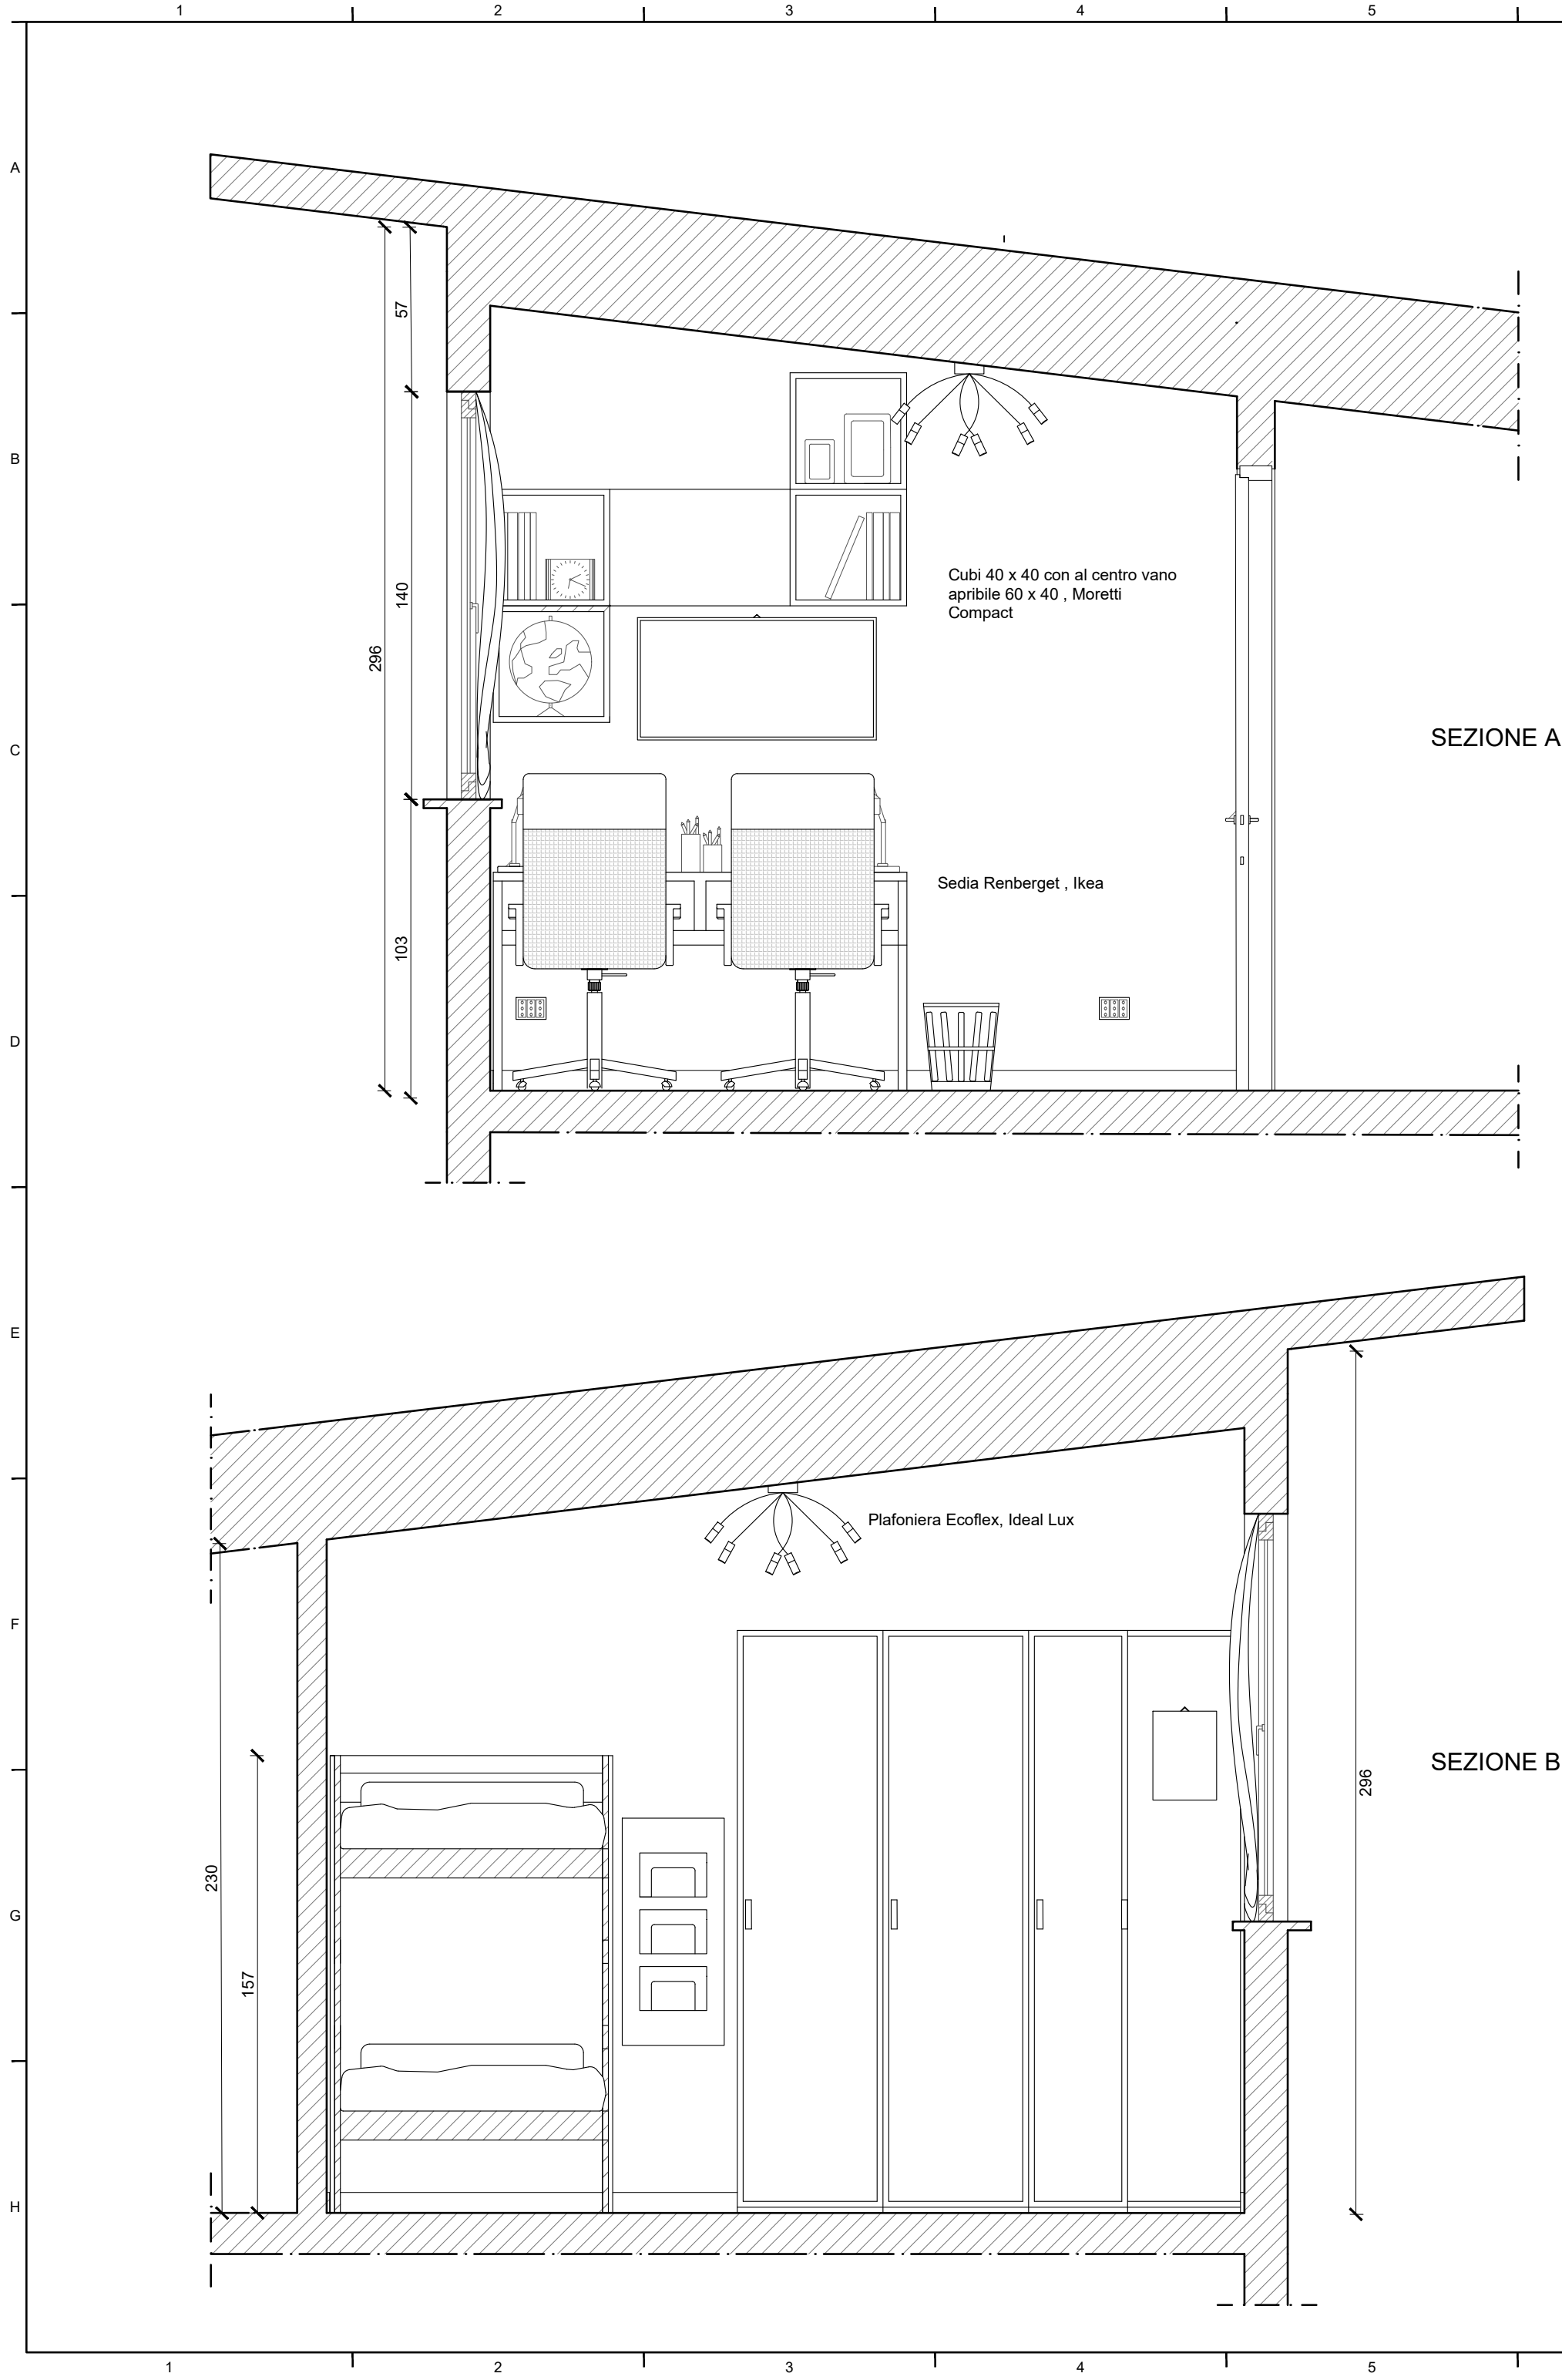 1 2 3 4 5
A
57
B
Cubi 40 x 40 con al centro vano
apribile 60 x 40 , Moretti
Compact
140
296
SEZIONE A
C
Sedia Renberget , Ikea
103
D
E
Plafoniera Ecoflex, Ideal Lux
F
SEZIONE B
296
230
G
157
H
1 2 3 4 5